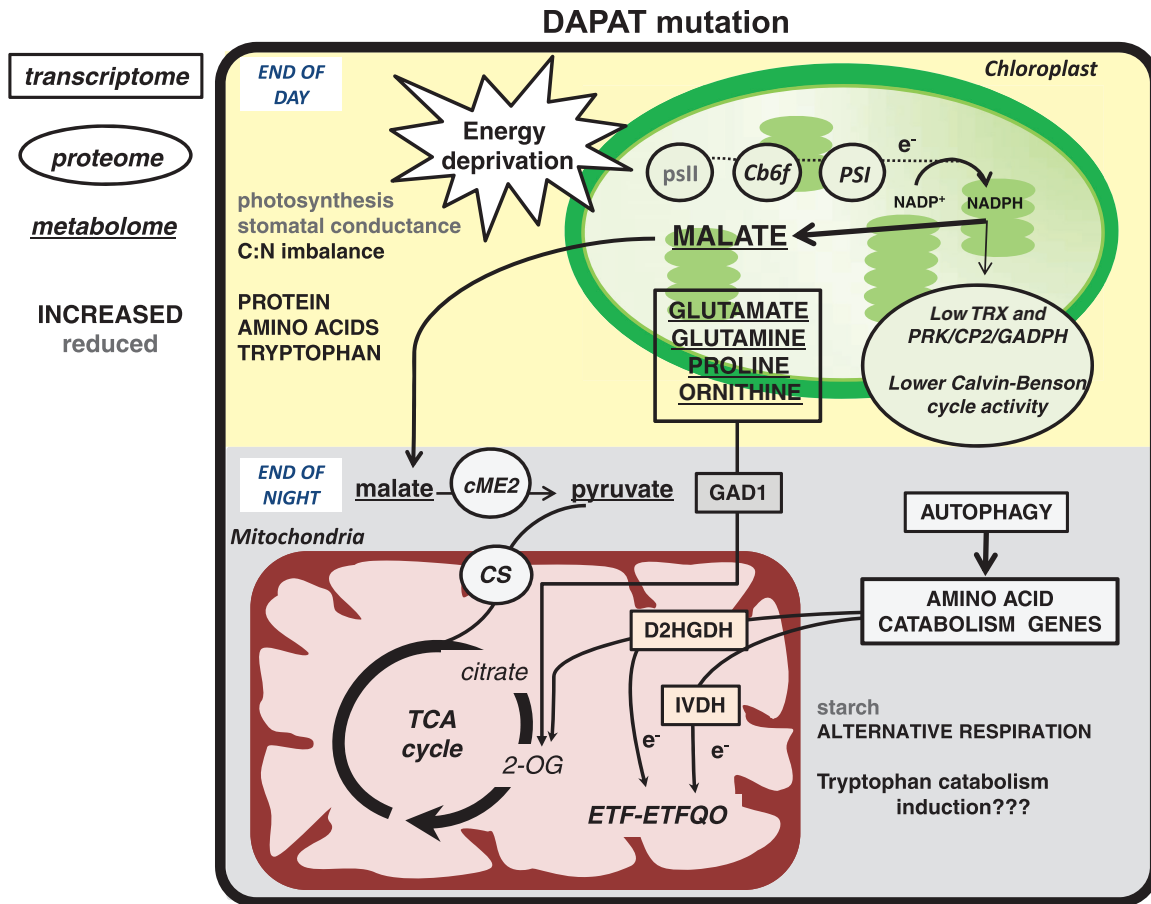 DAPAT mutation
transcriptome
proteome
metabolome
INCREASED
reduced
END OF
DAY
Energy
deprivation
Chloroplast
psII
Cb6f
PSI
e-
NADP+
NADPH
photosynthesis
stomatal conductance
C:N imbalance
PROTEIN
AMINO ACIDS
TRYPTOPHAN
MALATE
GLUTAMATE
GLUTAMINE
PROLINE
ORNITHINE
Low TRX and
PRK/CP2/GADPH
Lower Calvin-Benson
cycle activity
END OF
NIGHT
malate
cME2
pyruvate
GAD1
AUTOPHAGY
Mitochondria
CS
AMINO ACID
CATABOLISM GENES
D2HGDH
citrate
IVDH
TCA
cycle
2-OG
e-
e-
ETF-ETFQO
starch
ALTERNATIVE RESPIRATION
Tryptophan catabolism
induction???